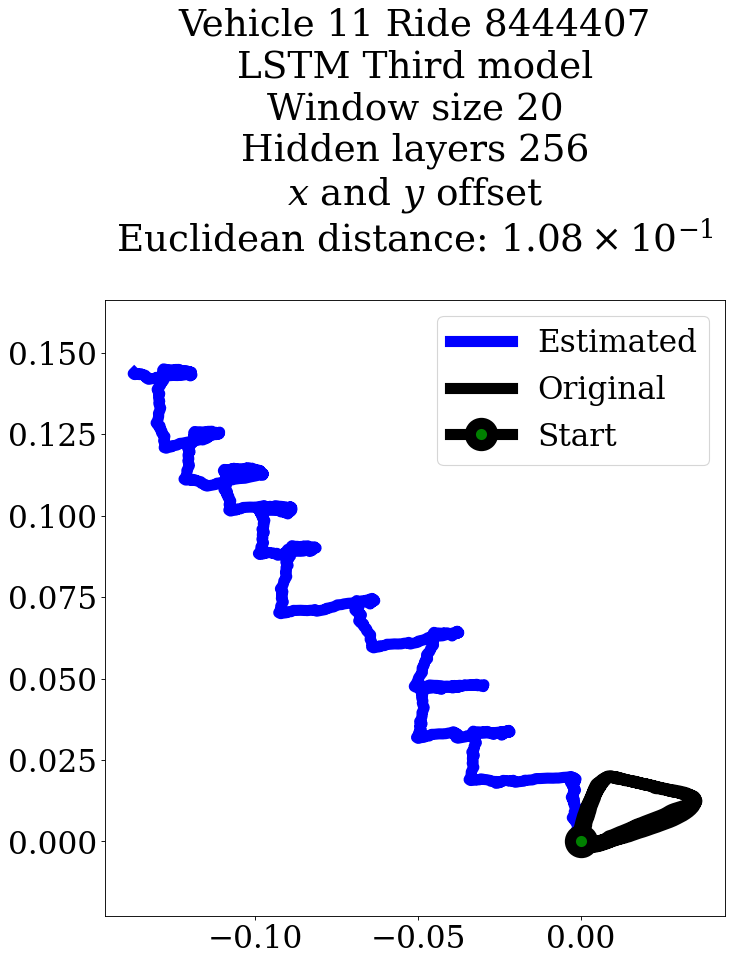 Vehicle 11 Ride 8444407
LSTM Third model
Window size 20
Hidden layers 256
x and y offset
Euclidean distance: 1.08 × 10⁻¹
Estimated
Original
Start
0.150
0.125
0.100
0.075
0.050
0.025
0.000
−0.10 −0.05 0.00